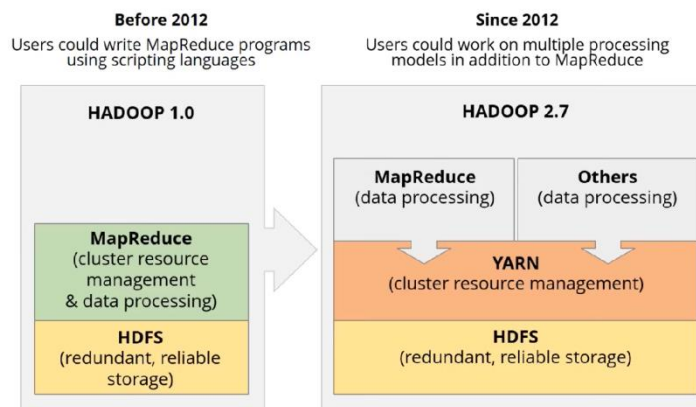 Before 2012
Users could write MapReduce programs
using scripting languages
HADOOP 1.0
MapReduce
(cluster resource
management
& data processing)
HDFS
(redundant, reliable
storage)
Since 2012
Users could work on multiple processing
models in addition to MapReduce
HADOOP 2.7
MapReduce
(data processing)
Others
(data processing)
YARN
(cluster resource management)
HDFS
(redundant, reliable storage)